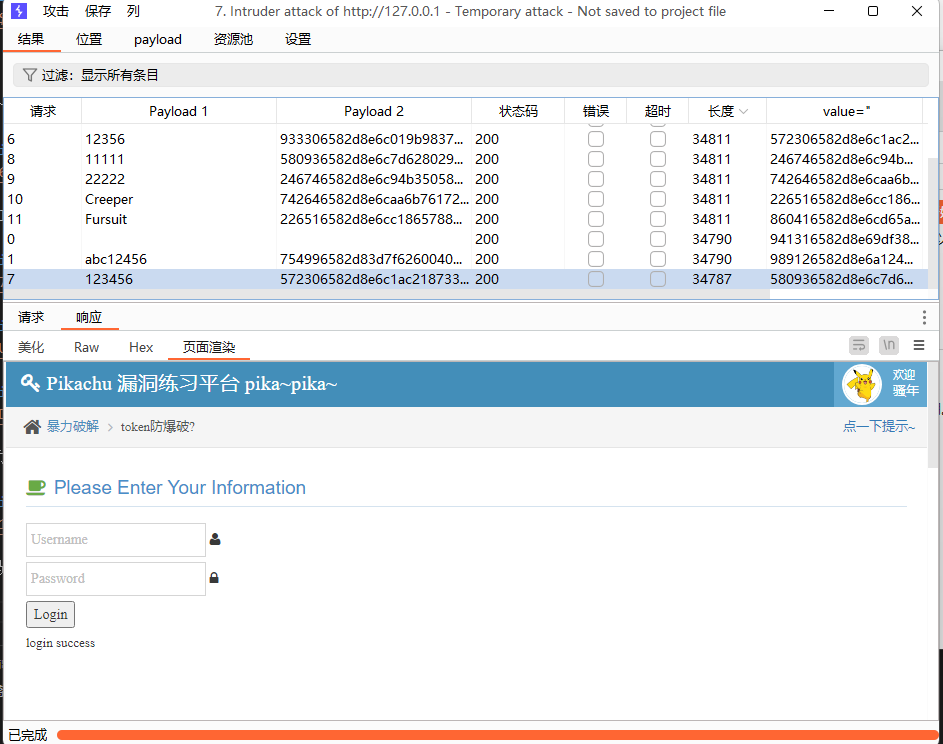 攻击 保存 列 7. Intruder attack of http://127.0.0.1 - Temporary attack - Not saved to project file
结果 位置 payload 资源池 设置
过滤: 显示所有条目
请求 Payload 1 Payload 2 状态码 错误 超时 长度 value="
6 12356 933306582d8e6c019b9837... 200 34811 572306582d8e6c1ac2...
8 11111 580936582d8e6c7d628029... 200 34811 246746582d8e6c94b...
9 22222 246746582d8e6c94b35058... 200 34811 742646582d8e6caa6b...
10 Creeper 742646582d8e6caa6b76172... 200 34811 226516582d8e6cc186...
11 Fursuit 226516582d8e6cc1865788... 200 34811 860416582d8e6cd65a...
0 200 34790 941316582d8e69df38...
1 abc12456 754996582d83d7f6260040... 200 34790 989126582d8e6a124...
7 123456 572306582d8e6c1ac218733... 200 34787 580936582d8e6c7d6...
请求 响应
美化 Raw Hex 页面渲染 \n
Pikachu 漏洞练习平台 pika~pika~
欢迎
骚年
暴力破解 token防爆破? 点一下提示~
Please Enter Your Information
Username
Password
Login
login success
已完成